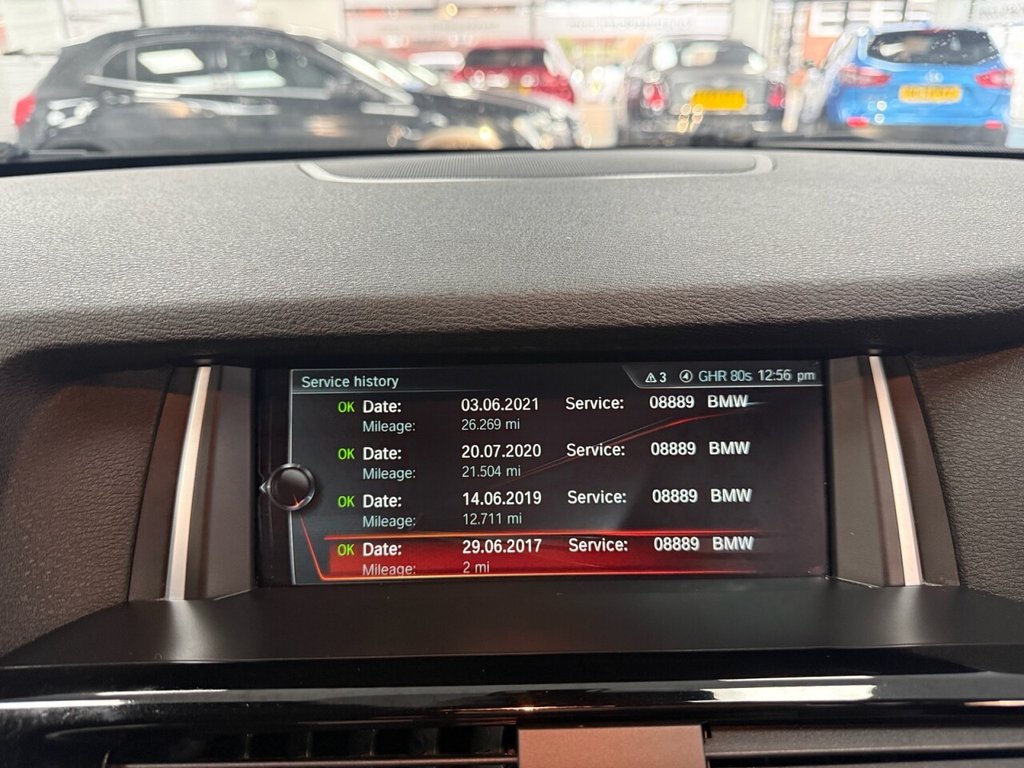 Service history 3 4 GHR 80s 12:56 pm
OK Date: 03.06.2021 Service: 08889 BMW
Mileage: 26.269 mi
OK Date: 20.07.2020 Service: 08889 BMW
Mileage: 21.504 mi
OK Date: 14.06.2019 Service: 08889 BMW
Mileage: 12.711 mi
OK Date: 29.06.2017 Service: 08889 BMW
Mileage: 2 mi